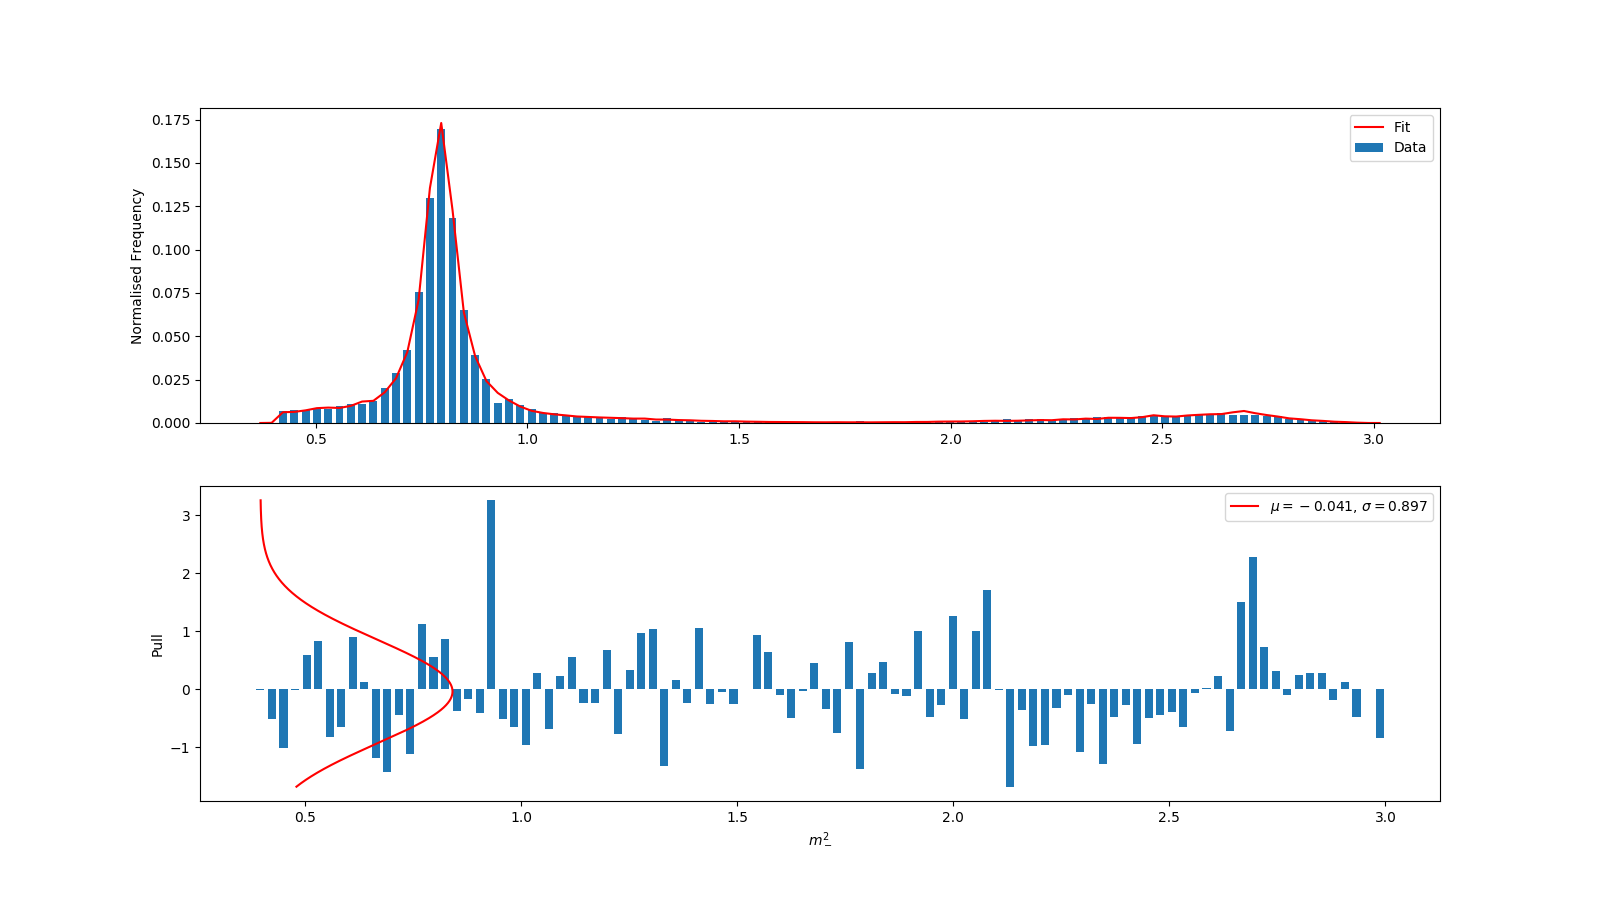 0.175
0.150
0.125
0.100
0.075
0.050
0.025
0.000
Normalised Frequency
Fit
Data
0.5 1.0 1.5 2.0 2.5 3.0
3
2
1
0
−1
Pull
μ = − 0.041, σ = 0.897
0.5 1.0 1.5 2.0 2.5 3.0
m²₋